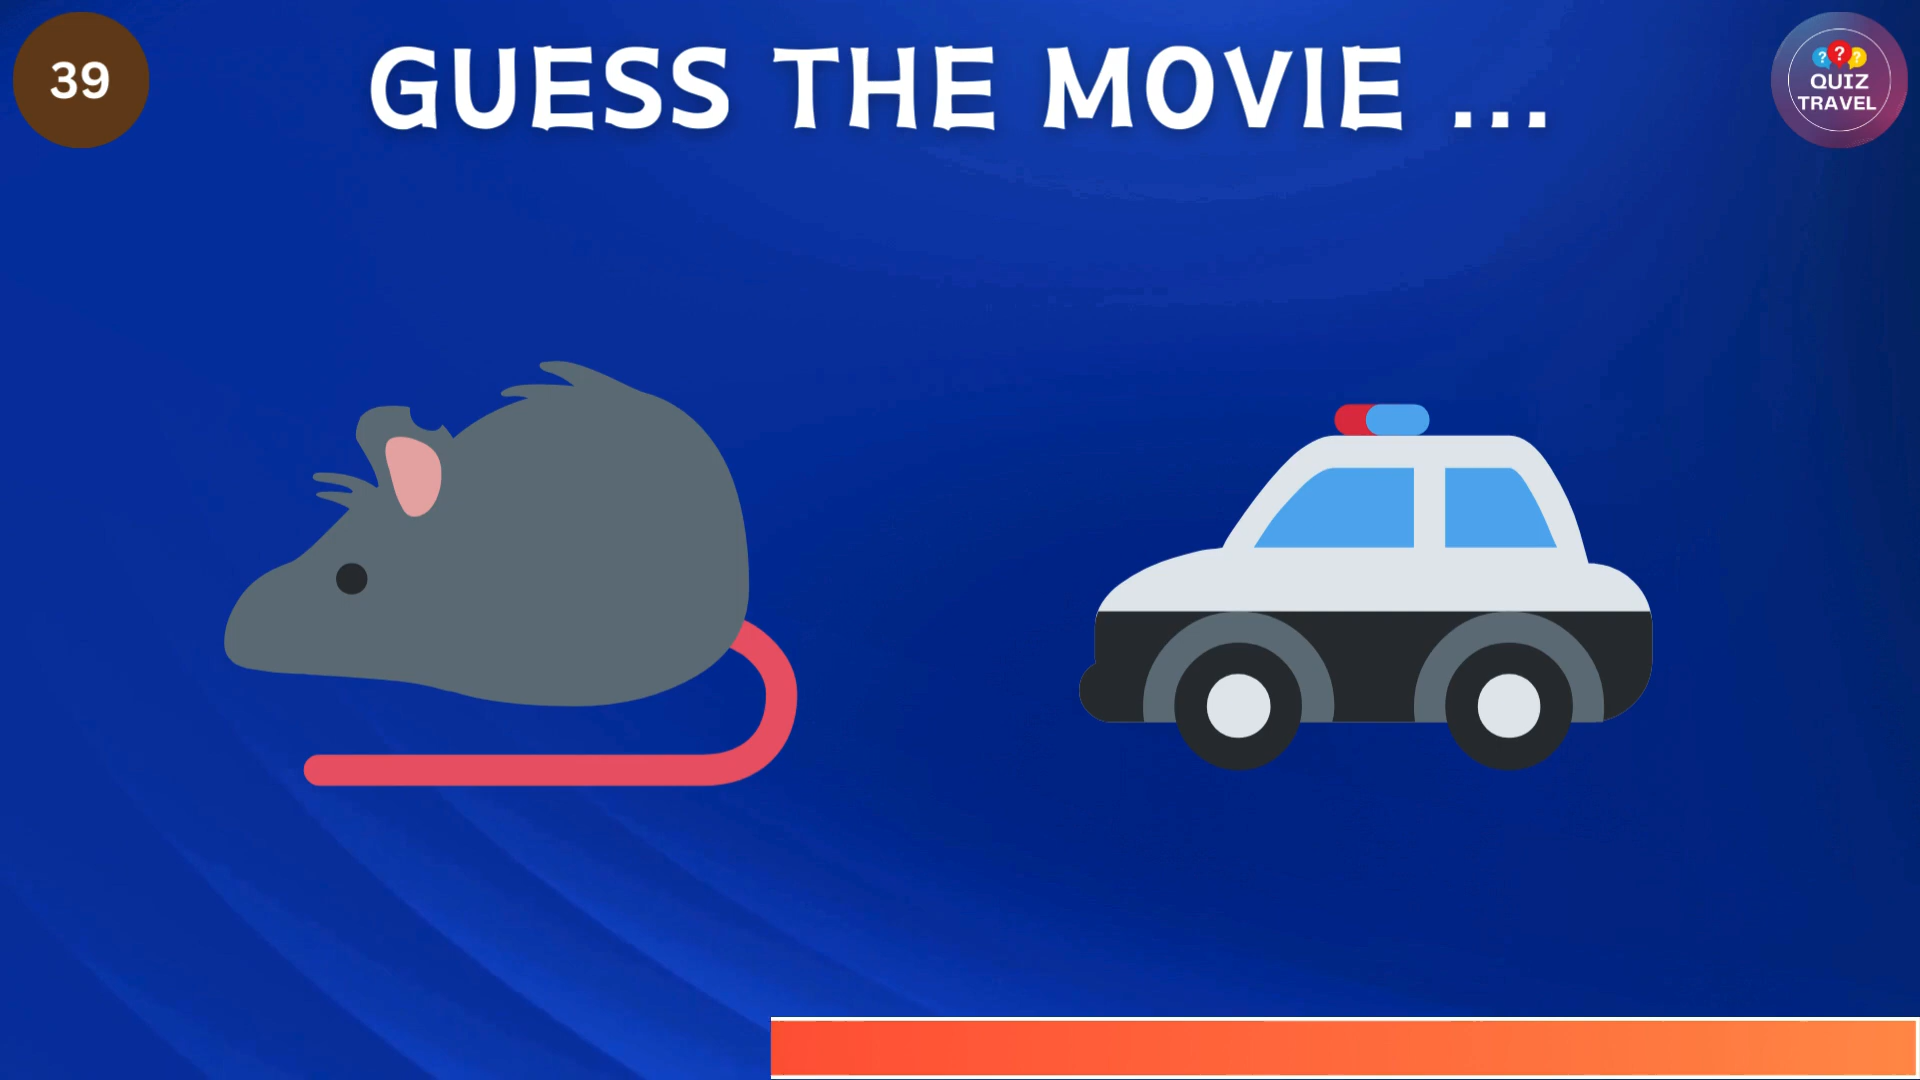 39
GUESS THE MOVIE ...
? ? ?
QUIZ
TRAVEL